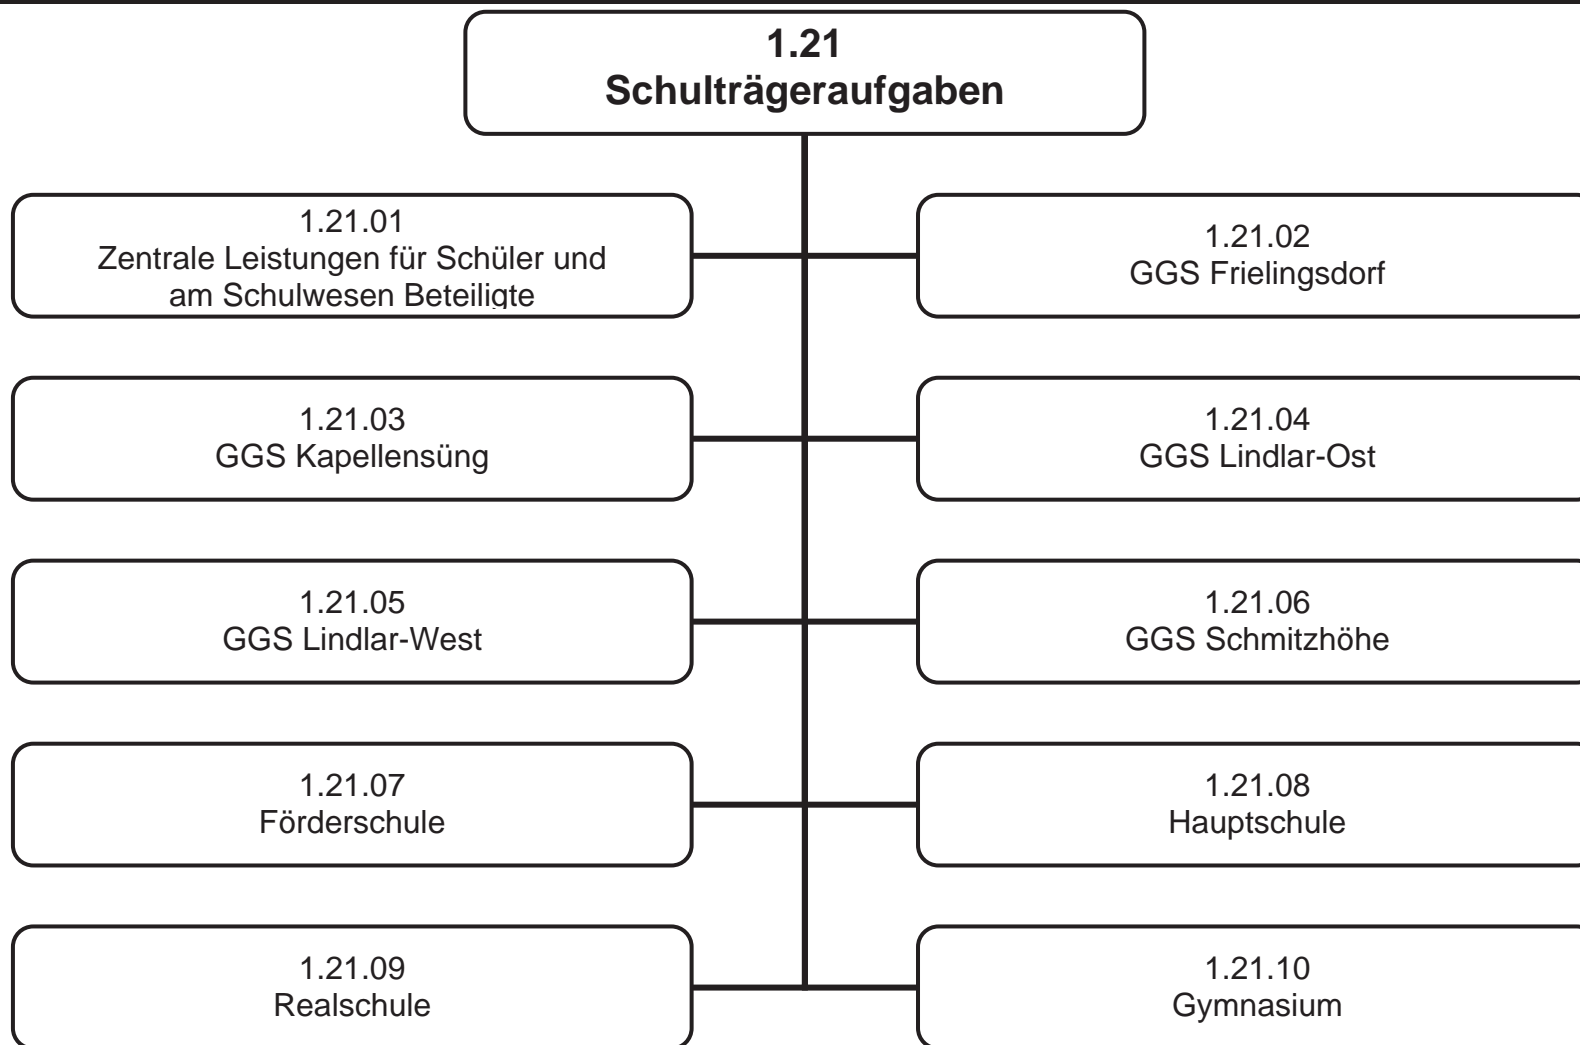 1.21
Schulträgeraufgaben
1.21.01
Zentrale Leistungen für Schüler und
am Schulwesen Beteiligte
1.21.02
GGS Frielingsdorf
1.21.03
GGS Kapellensüng
1.21.04
GGS Lindlar-Ost
1.21.05
GGS Lindlar-West
1.21.06
GGS Schmitzhöhe
1.21.07
Förderschule
1.21.08
Hauptschule
1.21.09
Realschule
1.21.10
Gymnasium